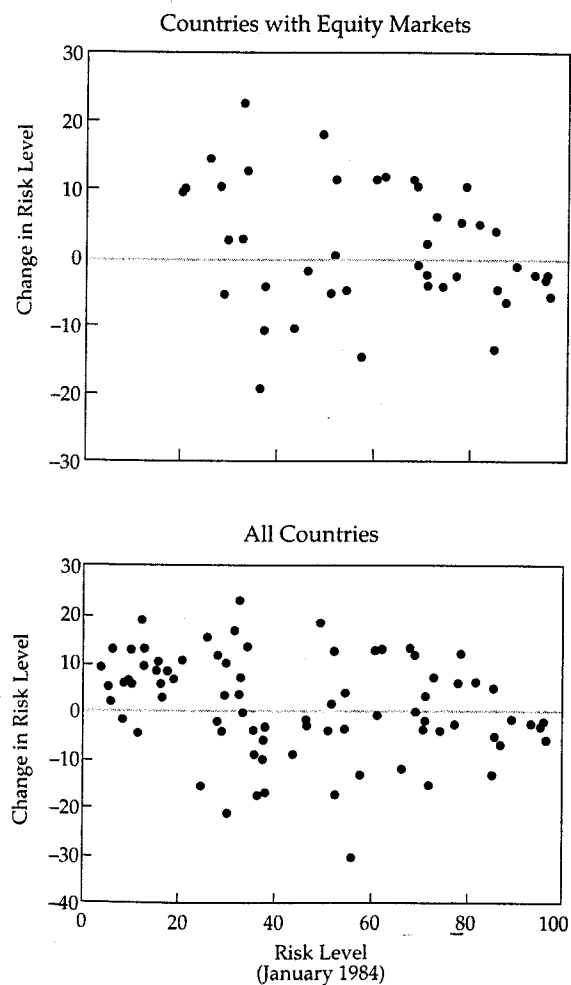 Countries with Equity Markets
30
20
10
0
−10
−20
−30
Change in Risk Level
All Countries
30
20
10
0
−10
−20
−30
−40
Change in Risk Level
0 20 40 60 80 100
Risk Level
(January 1984)